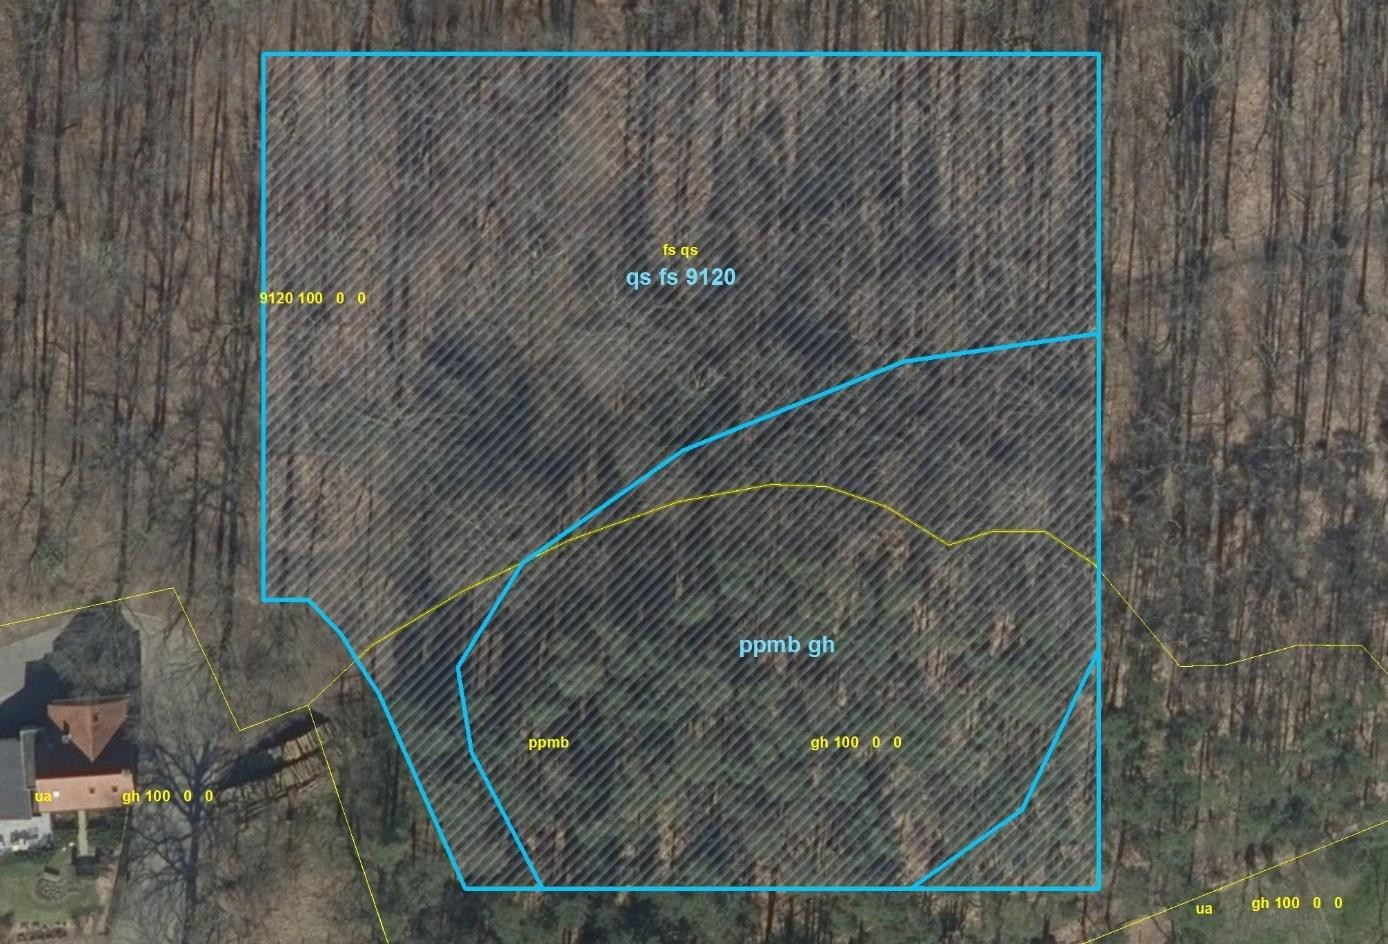 fs qs
qs fs 9120
9120 100 0 0
ppmb gh
ppmb
gh 100 0 0
ua
gh 100 0 0
ua
gh 100 0 0